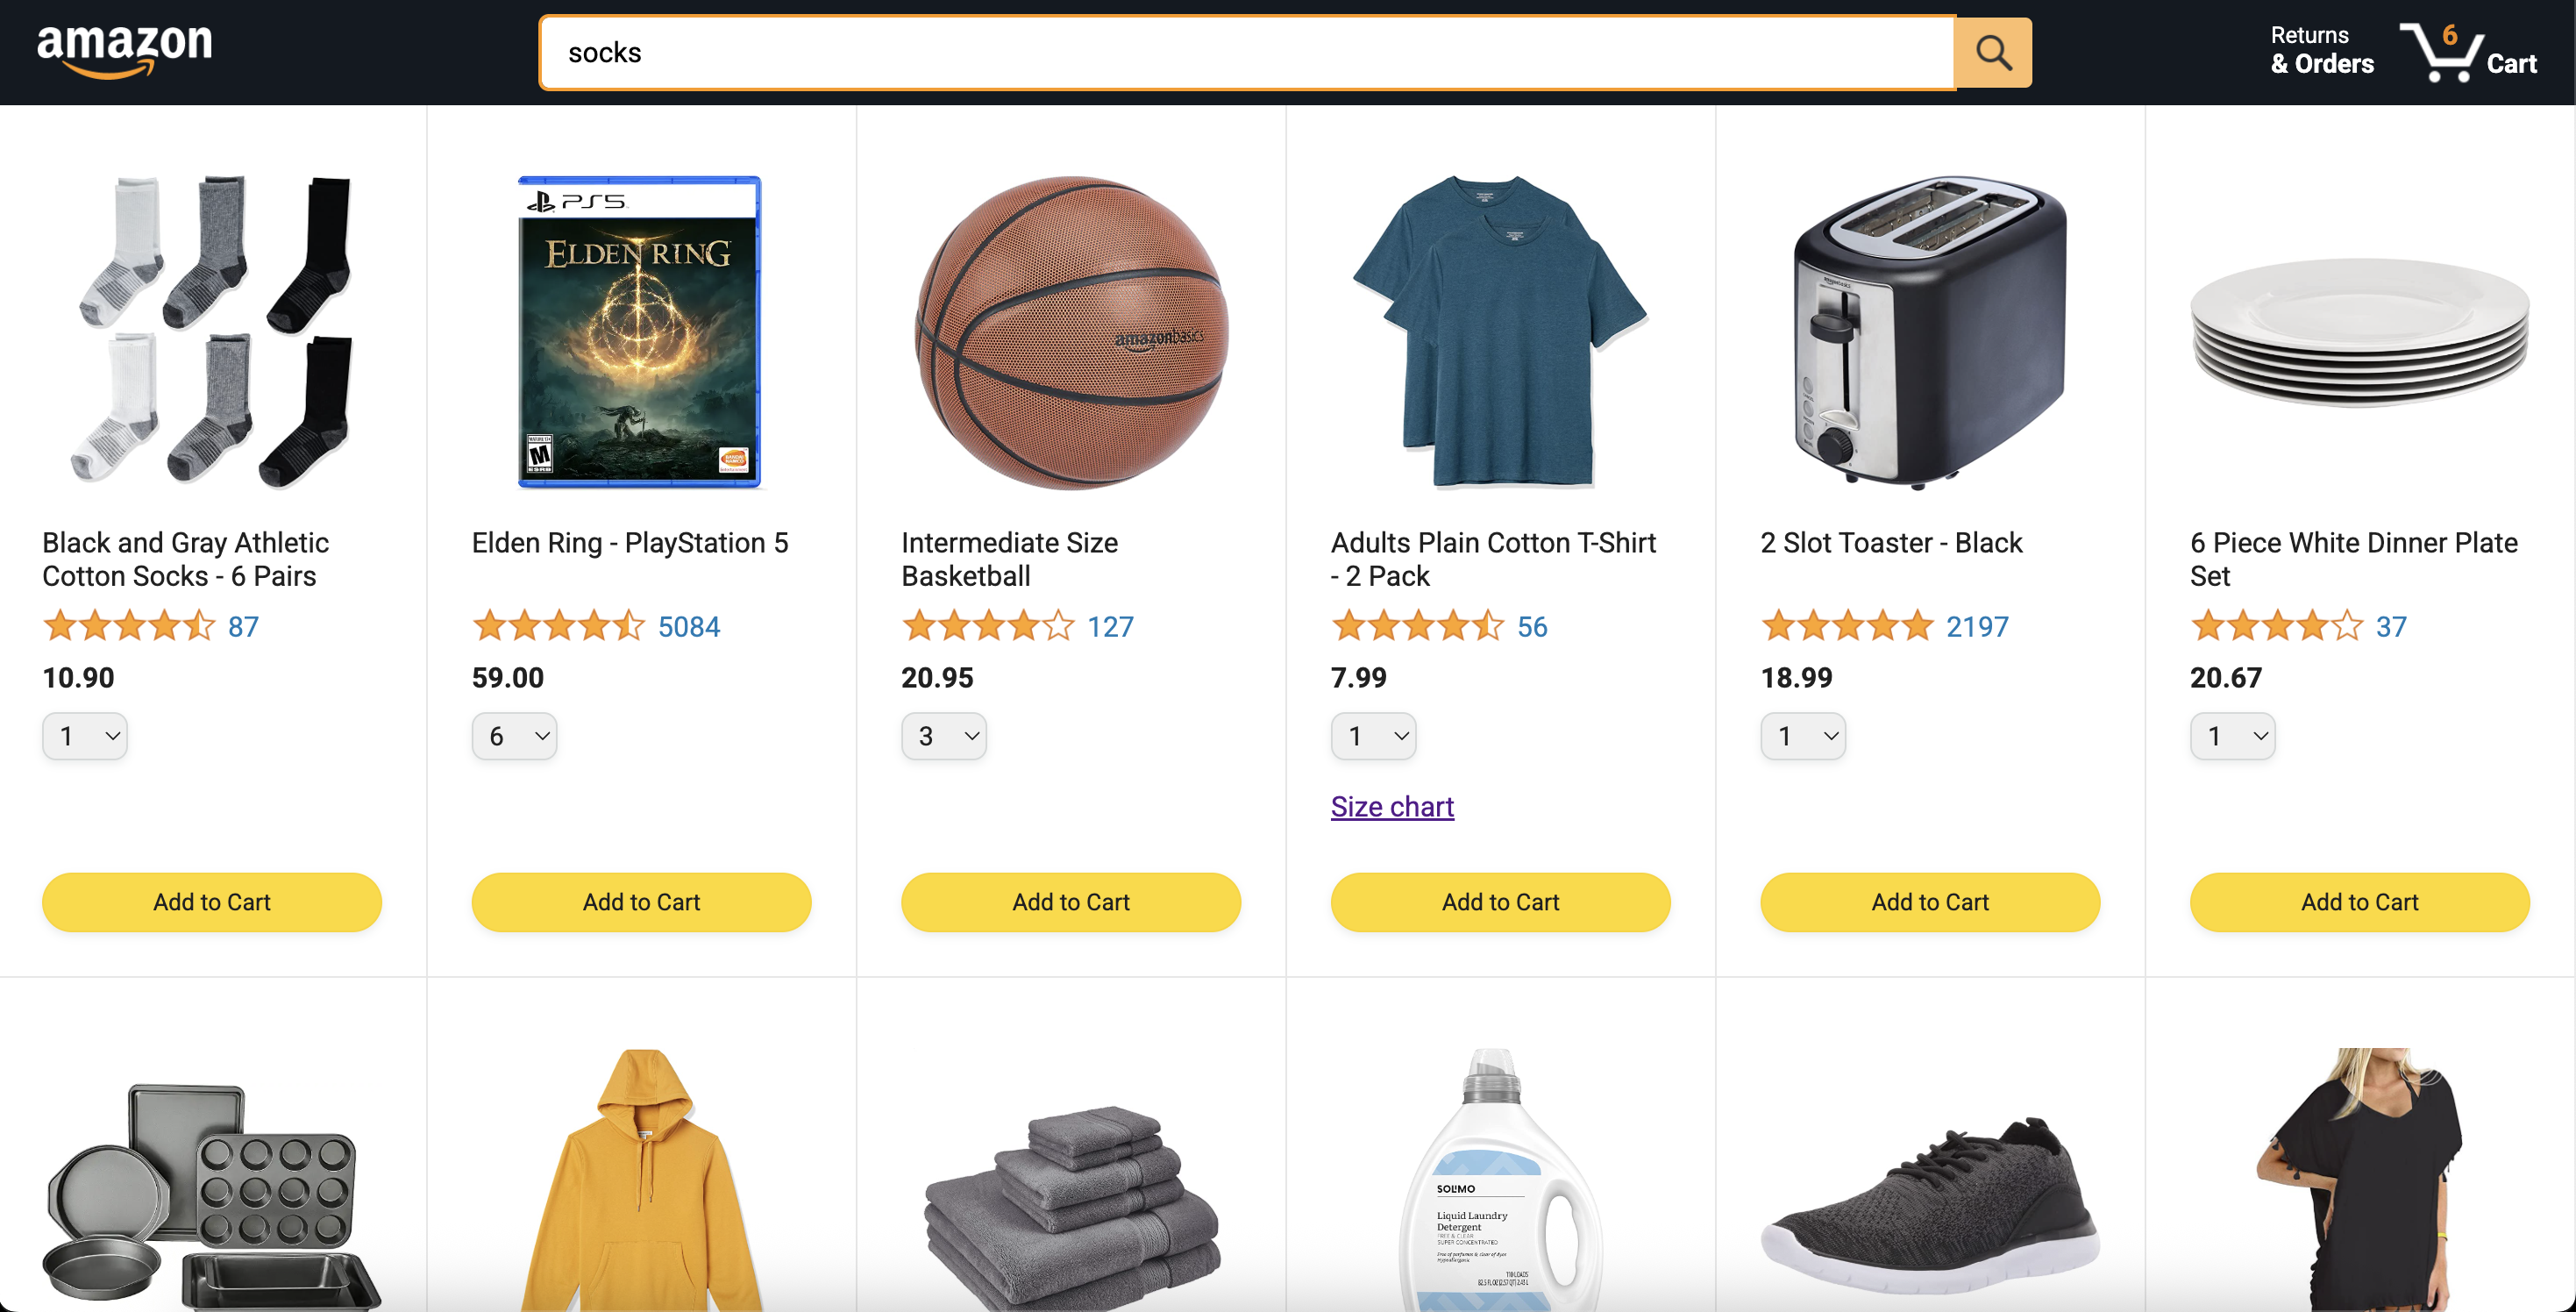 amazon
socks
Returns
& Orders
6
Cart
PS5
ELDEN RING
M
amazonbasics
Black and Gray Athletic
Cotton Socks - 6 Pairs
87
10.90
1
Elden Ring - PlayStation 5
5084
59.00
6
Intermediate Size
Basketball
127
20.95
3
Adults Plain Cotton T-Shirt
- 2 Pack
56
7.99
1
Size chart
2 Slot Toaster - Black
2197
18.99
1
6 Piece White Dinner Plate
Set
37
20.67
1
Add to Cart
Add to Cart
Add to Cart
Add to Cart
Add to Cart
Add to Cart
SOLIMO
Liquid Laundry
Detergent
FREE & CLEAR
SUPER CONCENTRATED